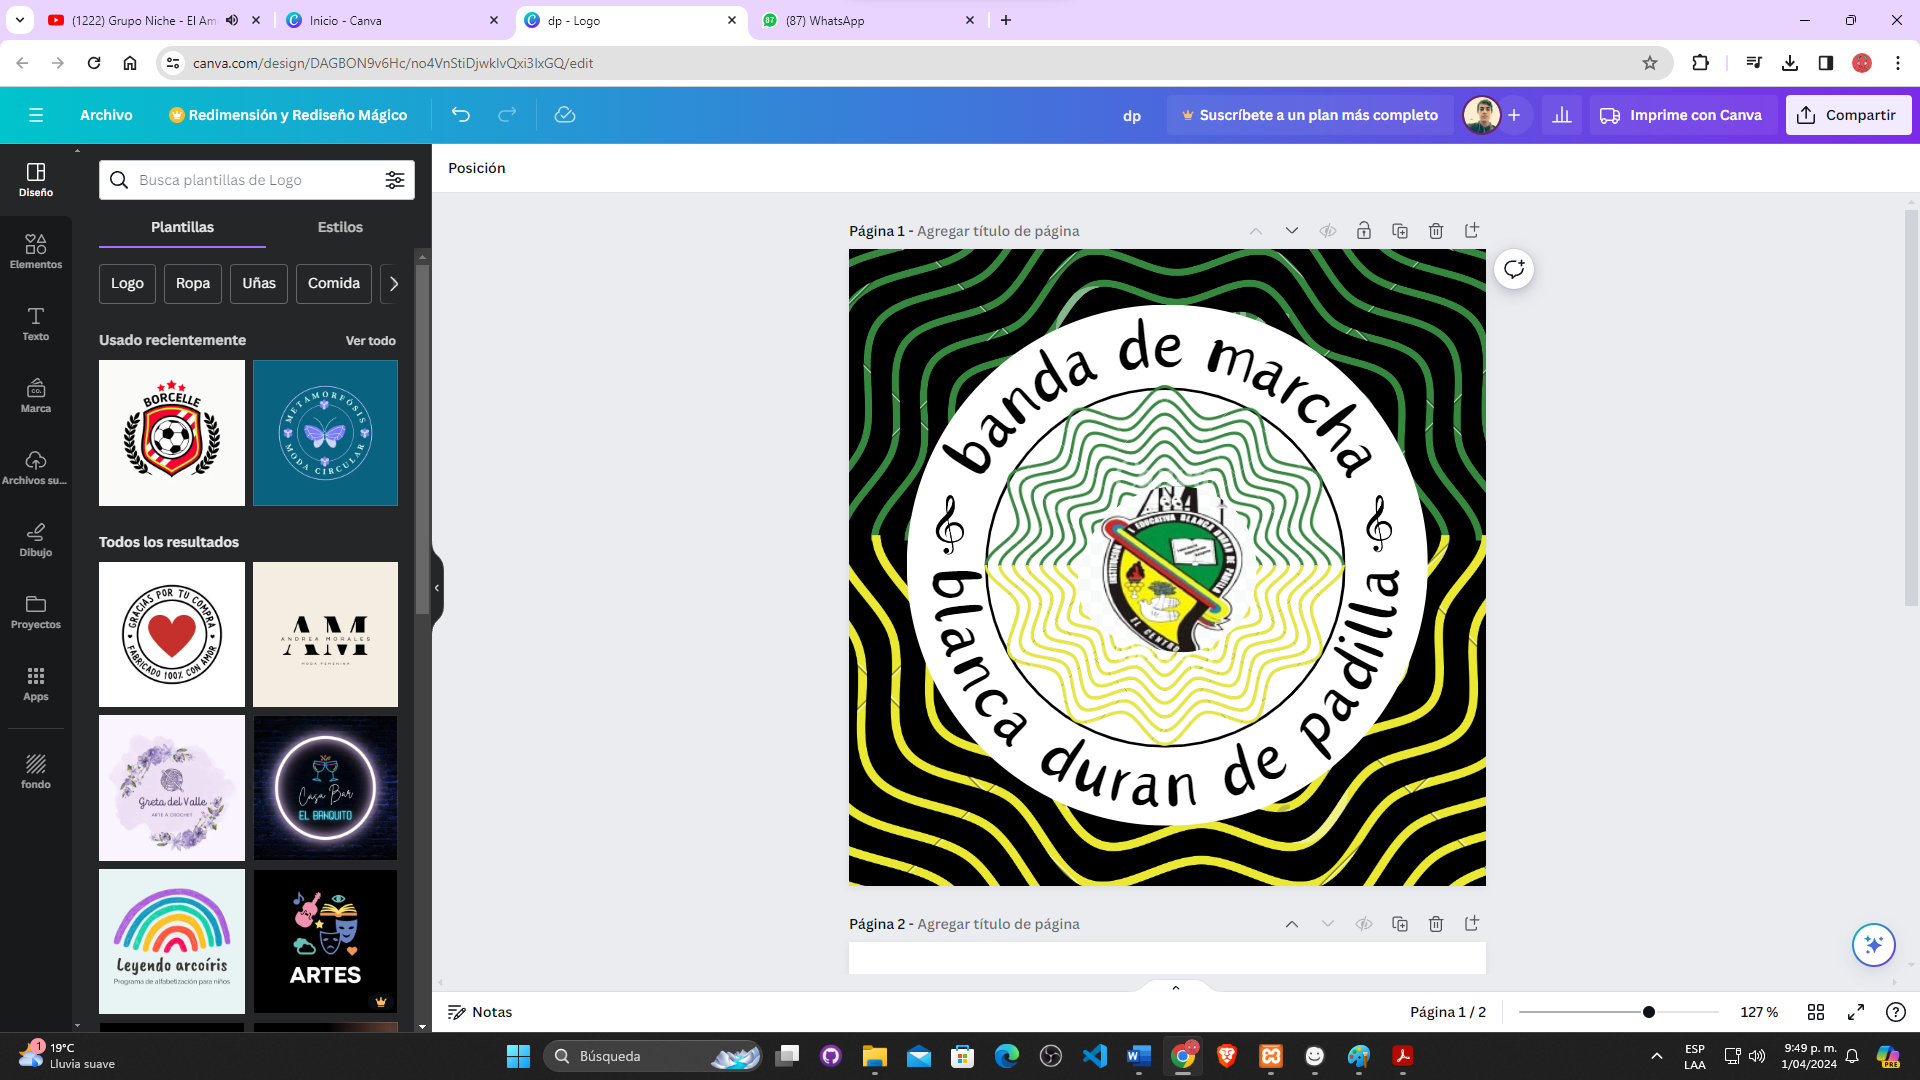 (1222) Grupo Niche - El Am
Inicio - Canva
dp - Logo
(87) WhatsApp
canva.com/design/DAGBON9v6Hc/no4VnStiDjwkIvQxi3IxGQ/edit
Archivo
Redimensión y Rediseño Mágico
dp
Suscríbete a un plan más completo
Imprime con Canva
Compartir
Diseño
Elementos
Texto
CO.
Marca
Archivos su...
Dibujo
Proyectos
Apps
fondo
Busca plantillas de Logo
Plantillas
Estilos
Logo
Ropa
Uñas
Comida
Usado recientemente
Ver todo
BORCELLE
METAMORFÓSIS
MODA CIRCULAR
Todos los resultados
GRACIAS POR TU COMPRA
FABRICADO 100% CON AMOR
AM
ANDREA MORALES
MODA FEMENINA
Greta del Valle
ARTE A CROCHET
Casa Bar
EL BANQUITO
Leyendo arcoíris
Programa de alfabetización para niños
ARTES
Posición
Página 1 - Agregar título de página
banda de marcha
blanca duran de padilla
EDUCATIVA BLANCA DURAN DE PADILLA
EL CENTRO
Página 2 - Agregar título de página
Notas
Página 1 / 2
127 %
1
19°C
Lluvia suave
Búsqueda
ESP
LAA
9:49 p. m.
1/04/2024
PRE